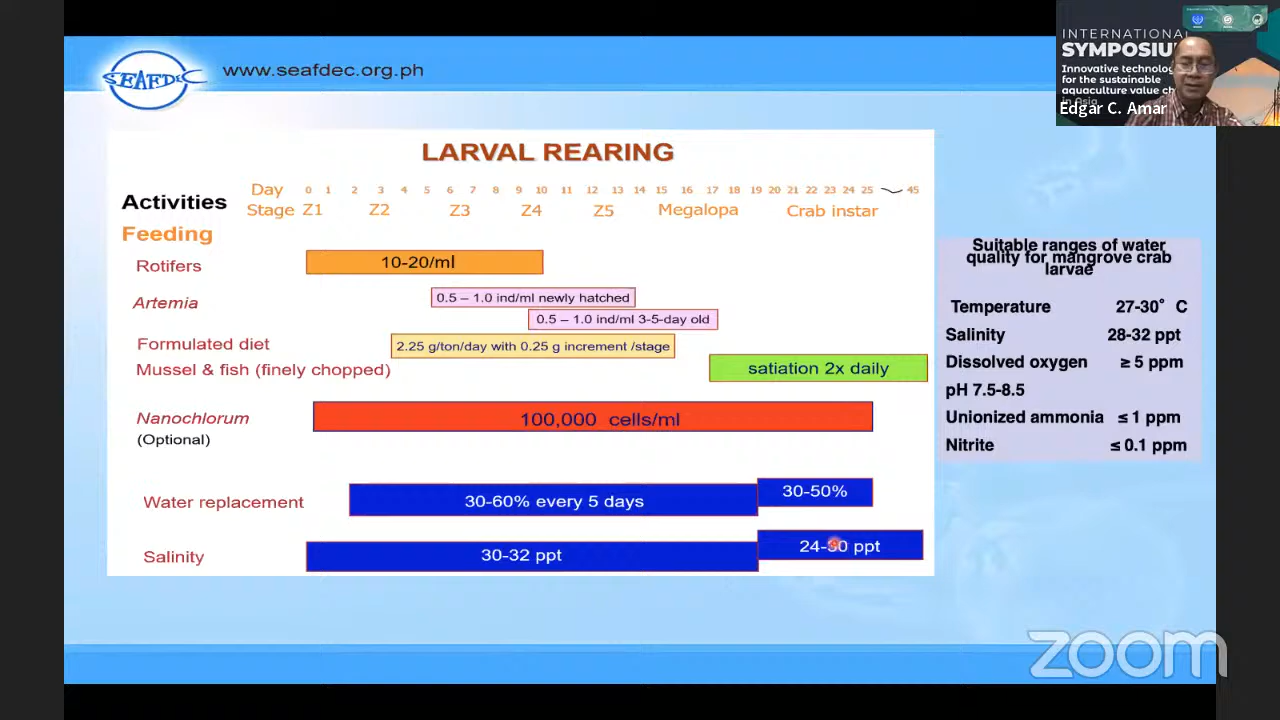 SEAFDEC
www.seafdec.org.ph
INTERNATIONAL
SYMPOSIU
Innovative technolog
for the sustainable
aquaculture value ch
in Asia
Edgar C. Amar
LARVAL REARING
Activities
Day 0 1 2 3 4 5 6 7 8 9 10 11 12 13 14 15 16 17 18 19 20 21 22 23 24 25 45
Stage Z1 Z2 Z3 Z4 Z5 Megalopa Crab instar
Feeding
Rotifers 10-20/ml
Artemia 0.5 – 1.0 ind/ml newly hatched
0.5 – 1.0 ind/ml 3-5-day old
Formulated diet 2.25 g/ton/day with 0.25 g increment /stage
Mussel & fish (finely chopped) satiation 2x daily
Nanochlorum 100,000 cells/ml
(Optional)
Water replacement 30-60% every 5 days 30-50%
Salinity 30-32 ppt 24-30 ppt
Suitable ranges of water
quality for mangrove crab
larvae
Temperature 27-30° C
Salinity 28-32 ppt
Dissolved oxygen ≥ 5 ppm
pH 7.5-8.5
Unionized ammonia ≤ 1 ppm
Nitrite ≤ 0.1 ppm
zoom